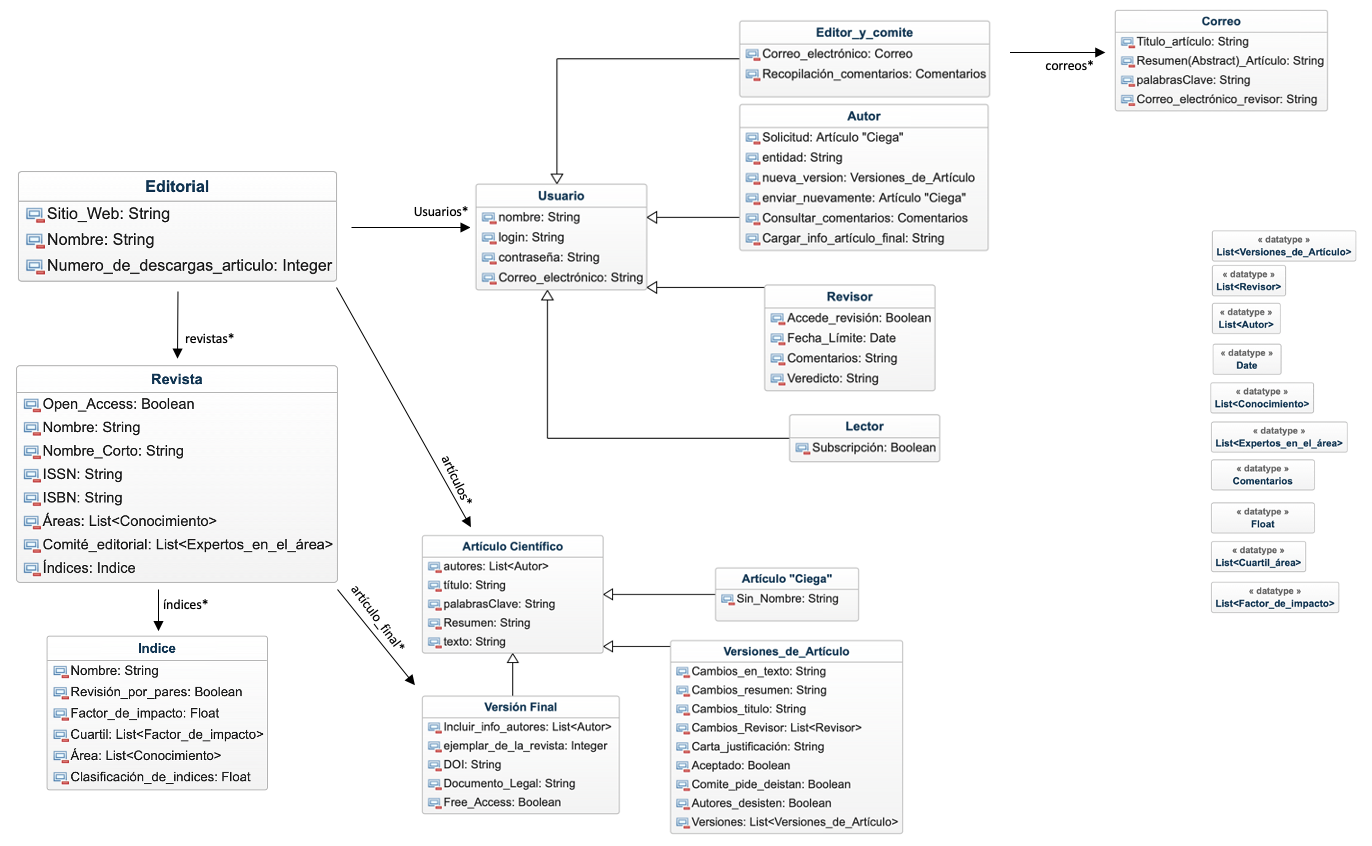 Editor_y_comite
Correo_electrónico: Correo
Recopilación_comentarios: Comentarios
correos*
Correo
Titulo_artículo: String
Resumen(Abstract)_Artículo: String
palabrasClave: String
Correo_electrónico_revisor: String
Autor
Solicitud: Artículo "Ciega"
entidad: String
nueva_version: Versiones_de_Artículo
enviar_nuevamente: Artículo "Ciega"
Consultar_comentarios: Comentarios
Cargar_info_artículo_final: String
Editorial
Sitio_Web: String
Nombre: String
Numero_de_descargas_articulo: Integer
Usuarios*
Usuario
nombre: String
login: String
contraseña: String
Correo_electrónico: String
Revisor
Accede_revisión: Boolean
Fecha_Límite: Date
Comentarios: String
Veredicto: String
Lector
Subscripción: Boolean
revistas*
artículos*
Revista
Open_Access: Boolean
Nombre: String
Nombre_Corto: String
ISSN: String
ISBN: String
Áreas: List<Conocimiento>
Comité_editorial: List<Expertos_en_el_área>
Índices: Indice
índices*
artículo_final*
Indice
Nombre: String
Revisión_por_pares: Boolean
Factor_de_impacto: Float
Cuartil: List<Factor_de_impacto>
Área: List<Conocimiento>
Clasificación_de_indices: Float
Artículo Científico
autores: List<Autor>
título: String
palabrasClave: String
Resumen: String
texto: String
Artículo "Ciega"
Sin_Nombre: String
Versión Final
Incluir_info_autores: List<Autor>
ejemplar_de_la_revista: Integer
DOI: String
Documento_Legal: String
Free_Access: Boolean
Versiones_de_Artículo
Cambios_en_texto: String
Cambios_resumen: String
Cambios_titulo: String
Cambios_Revisor: List<Revisor>
Carta_justificación: String
Aceptado: Boolean
Comite_pide_deistan: Boolean
Autores_desisten: Boolean
Versiones: List<Versiones_de_Artículo>
« datatype »
List<Versiones_de_Artículo>
« datatype »
List<Revisor>
« datatype »
List<Autor>
« datatype »
Date
« datatype »
List<Conocimiento>
« datatype »
List<Expertos_en_el_área>
« datatype »
Comentarios
« datatype »
Float
« datatype »
List<Cuartil_área>
« datatype »
List<Factor_de_impacto>